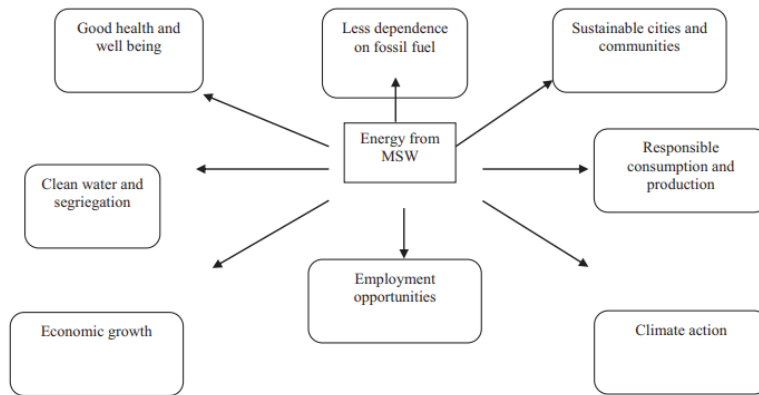 Good health and
well being
Less dependence
on fossil fuel
Sustainable cities and
communities
Energy from
MSW
Responsible
consumption and
production
Clean water and
segriegation
Employment
opportunities
Economic growth
Climate action